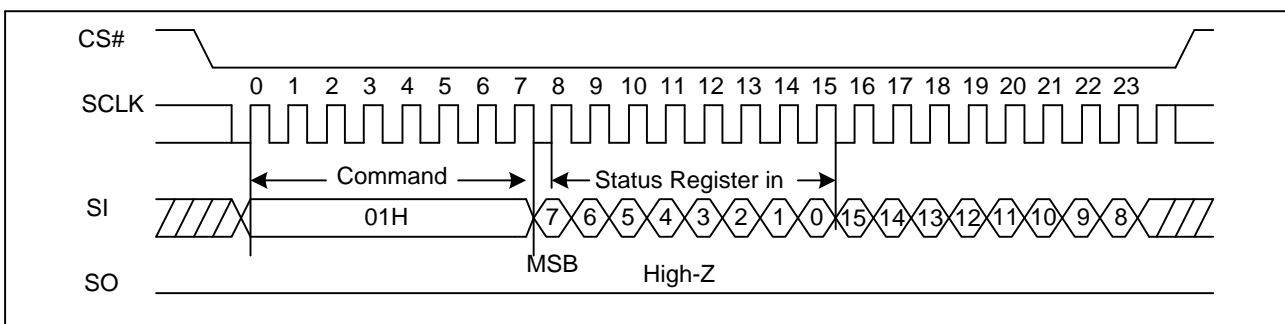 CS#
0 1 2 3 4 5 6 7 8 9 10 11 12 13 14 15 16 17 18 19 20 21 22 23
SCLK
Command Status Register in
SI 01H 7 6 5 4 3 2 1 0 15 14 13 12 11 10 9 8
MSB
SO High-Z